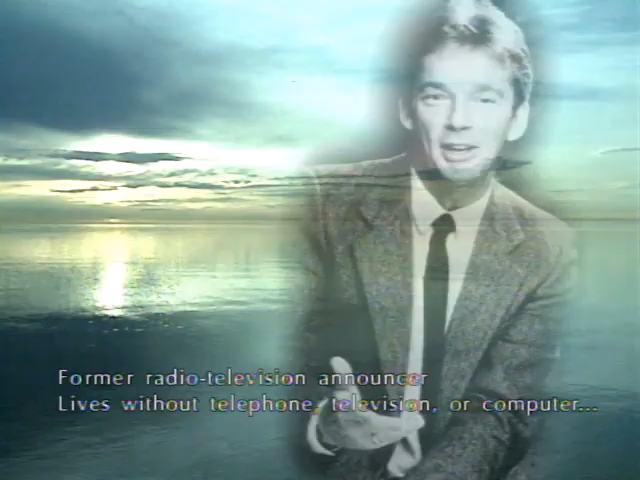 Former radio-television announcer
Lives without telephone, television, or computer...